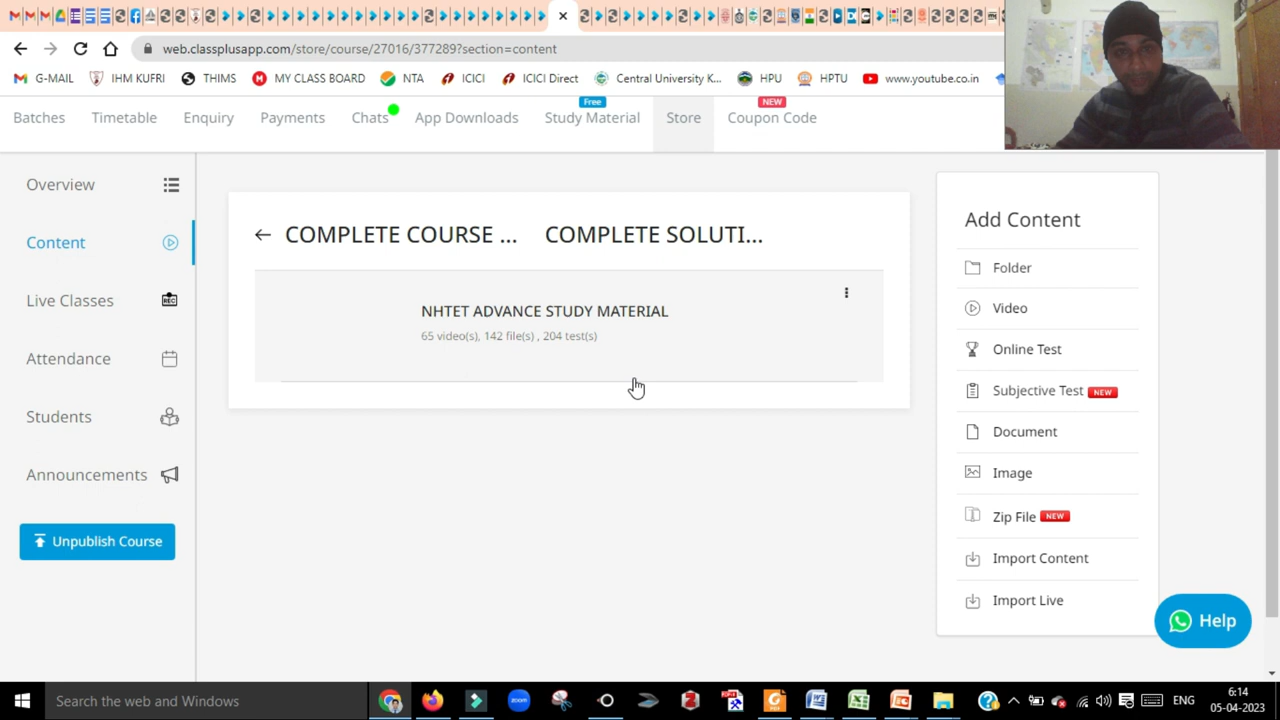 web.classplusapp.com/store/course/27016/377289?section=content
G-MAIL IHM KUFRI THIMS MY CLASS BOARD NTA ICICI ICICI Direct Central University K... HPU HPTU www.youtube.co.in
Free NEW
Batches Timetable Enquiry Payments Chats App Downloads Study Material Store Coupon Code
Overview
Content
Live Classes
REC
Attendance
Students
Announcements
Unpublish Course
COMPLETE COURSE ... COMPLETE SOLUTI...
NHTET ADVANCE STUDY MATERIAL
65 video(s), 142 file(s) , 204 test(s)
Add Content
Folder
Video
Online Test
Subjective Test NEW
Document
Image
Zip File NEW
Import Content
Import Live
Help
Search the web and Windows
zoom
ENG
6:14
05-04-2023